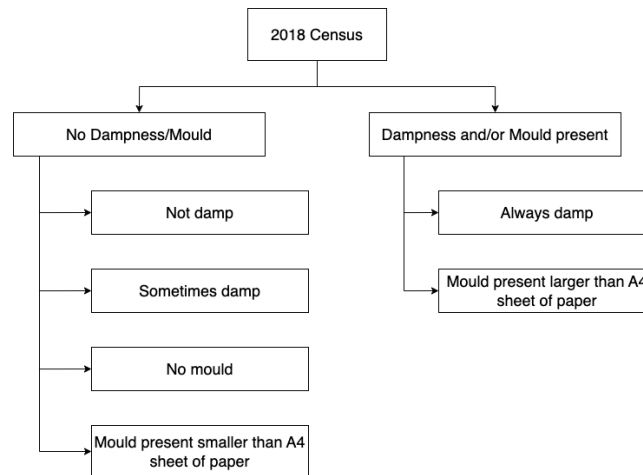 2018 Census
No Dampness/Mould
Dampness and/or Mould present
Not damp
Always damp
Sometimes damp
Mould present larger than A4
sheet of paper
No mould
Mould present smaller than A4
sheet of paper